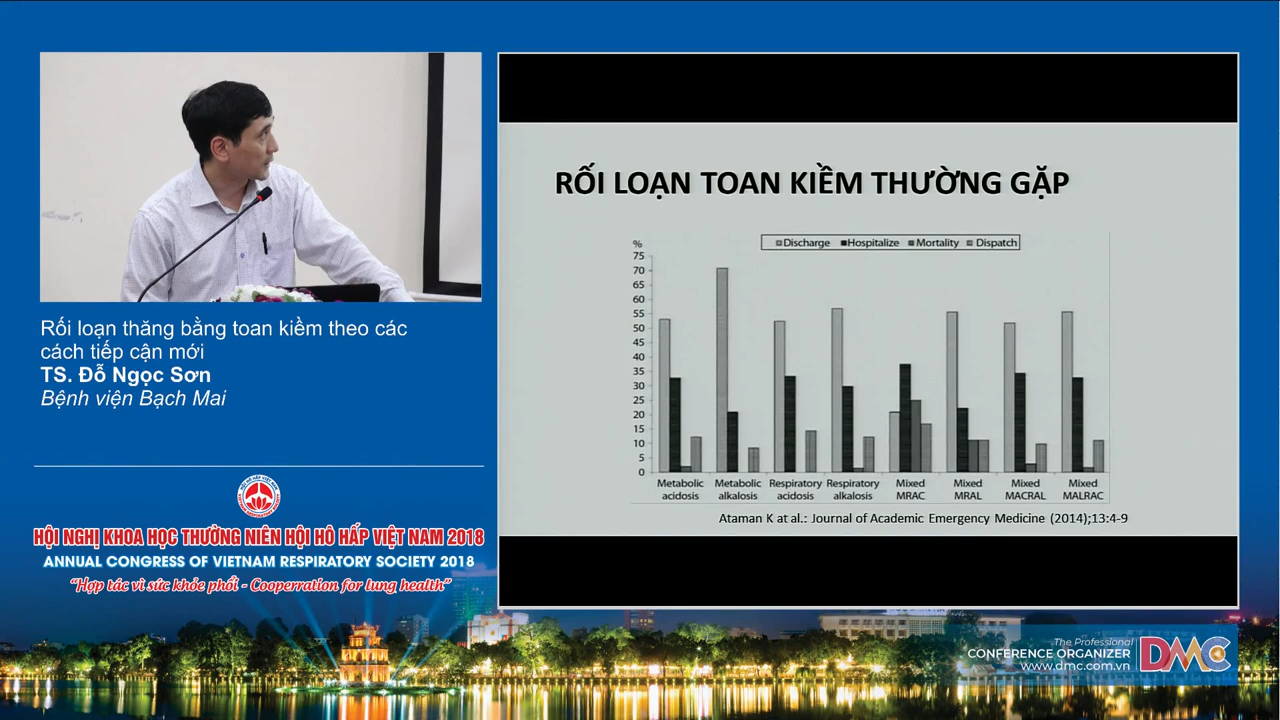 Rối loạn thăng bằng toan kiềm theo các
cách tiếp cận mới
TS. Đỗ Ngọc Sơn
Bệnh viện Bạch Mai
HỘI NGHỊ KHOA HỌC THƯỜNG NIÊN HỘI HÔ HẤP VIỆT NAM 2018
ANNUAL CONGRESS OF VIETNAM RESPIRATORY SOCIETY 2018
“Hợp tác vì sức khỏe phổi - Cooperration for lung health”
RỐI LOẠN TOAN KIỀM THƯỜNG GẶP
%
Discharge Hospitalize Mortality Dispatch
75
70
65
60
55
50
45
40
35
30
25
20
15
10
5
0
Metabolic acidosis
Metabolic alkalosis
Respiratory acidosis
Respiratory alkalosis
Mixed MRAC
Mixed MRAL
Mixed MACRAL
Mixed MALRAC
Ataman K at al.: Journal of Academic Emergency Medicine (2014);13:4-9
The Professional
CONFERENCE ORGANIZER
www.dmc.com.vn
DMC